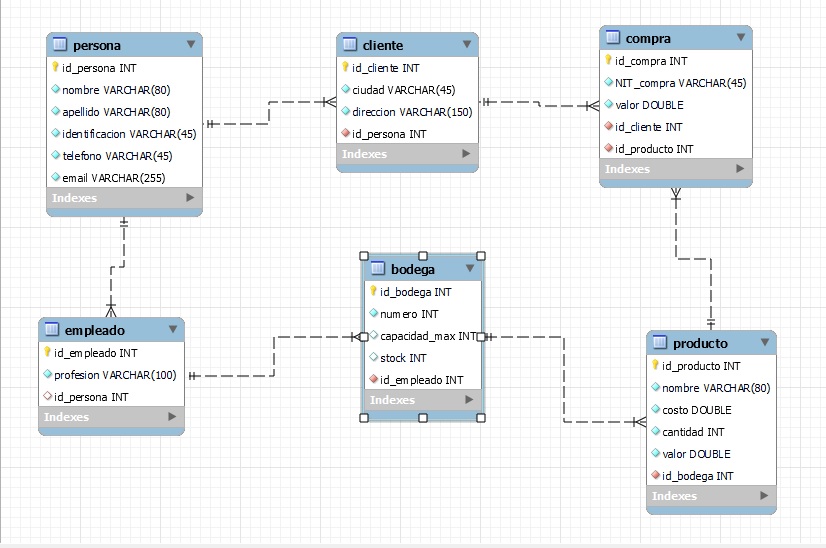 persona
id_persona INT
nombre VARCHAR(80)
apellido VARCHAR(80)
identificacion VARCHAR(45)
telefono VARCHAR(45)
email VARCHAR(255)
Indexes
cliente
id_cliente INT
ciudad VARCHAR(45)
direccion VARCHAR(150)
id_persona INT
Indexes
compra
id_compra INT
NIT_compra VARCHAR(45)
valor DOUBLE
id_cliente INT
id_producto INT
Indexes
empleado
id_empleado INT
profesion VARCHAR(100)
id_persona INT
Indexes
bodega
id_bodega INT
numero INT
capacidad_max INT
stock INT
id_empleado INT
Indexes
producto
id_producto INT
nombre VARCHAR(80)
costo DOUBLE
cantidad INT
valor DOUBLE
id_bodega INT
Indexes